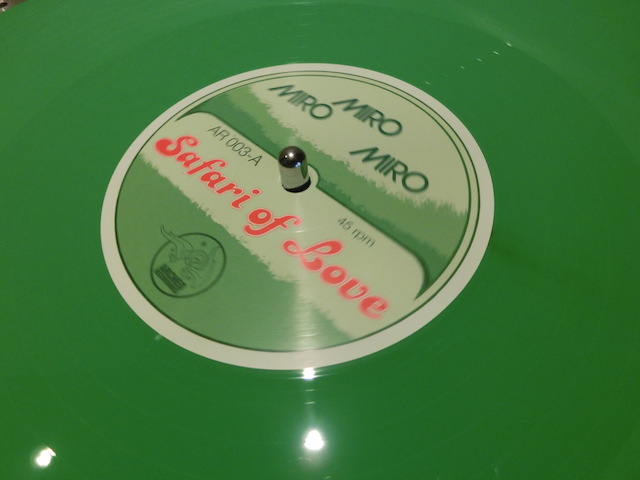 MIRO MIRO
MIRO
AR 003-A
45 rpm
Safari of Love